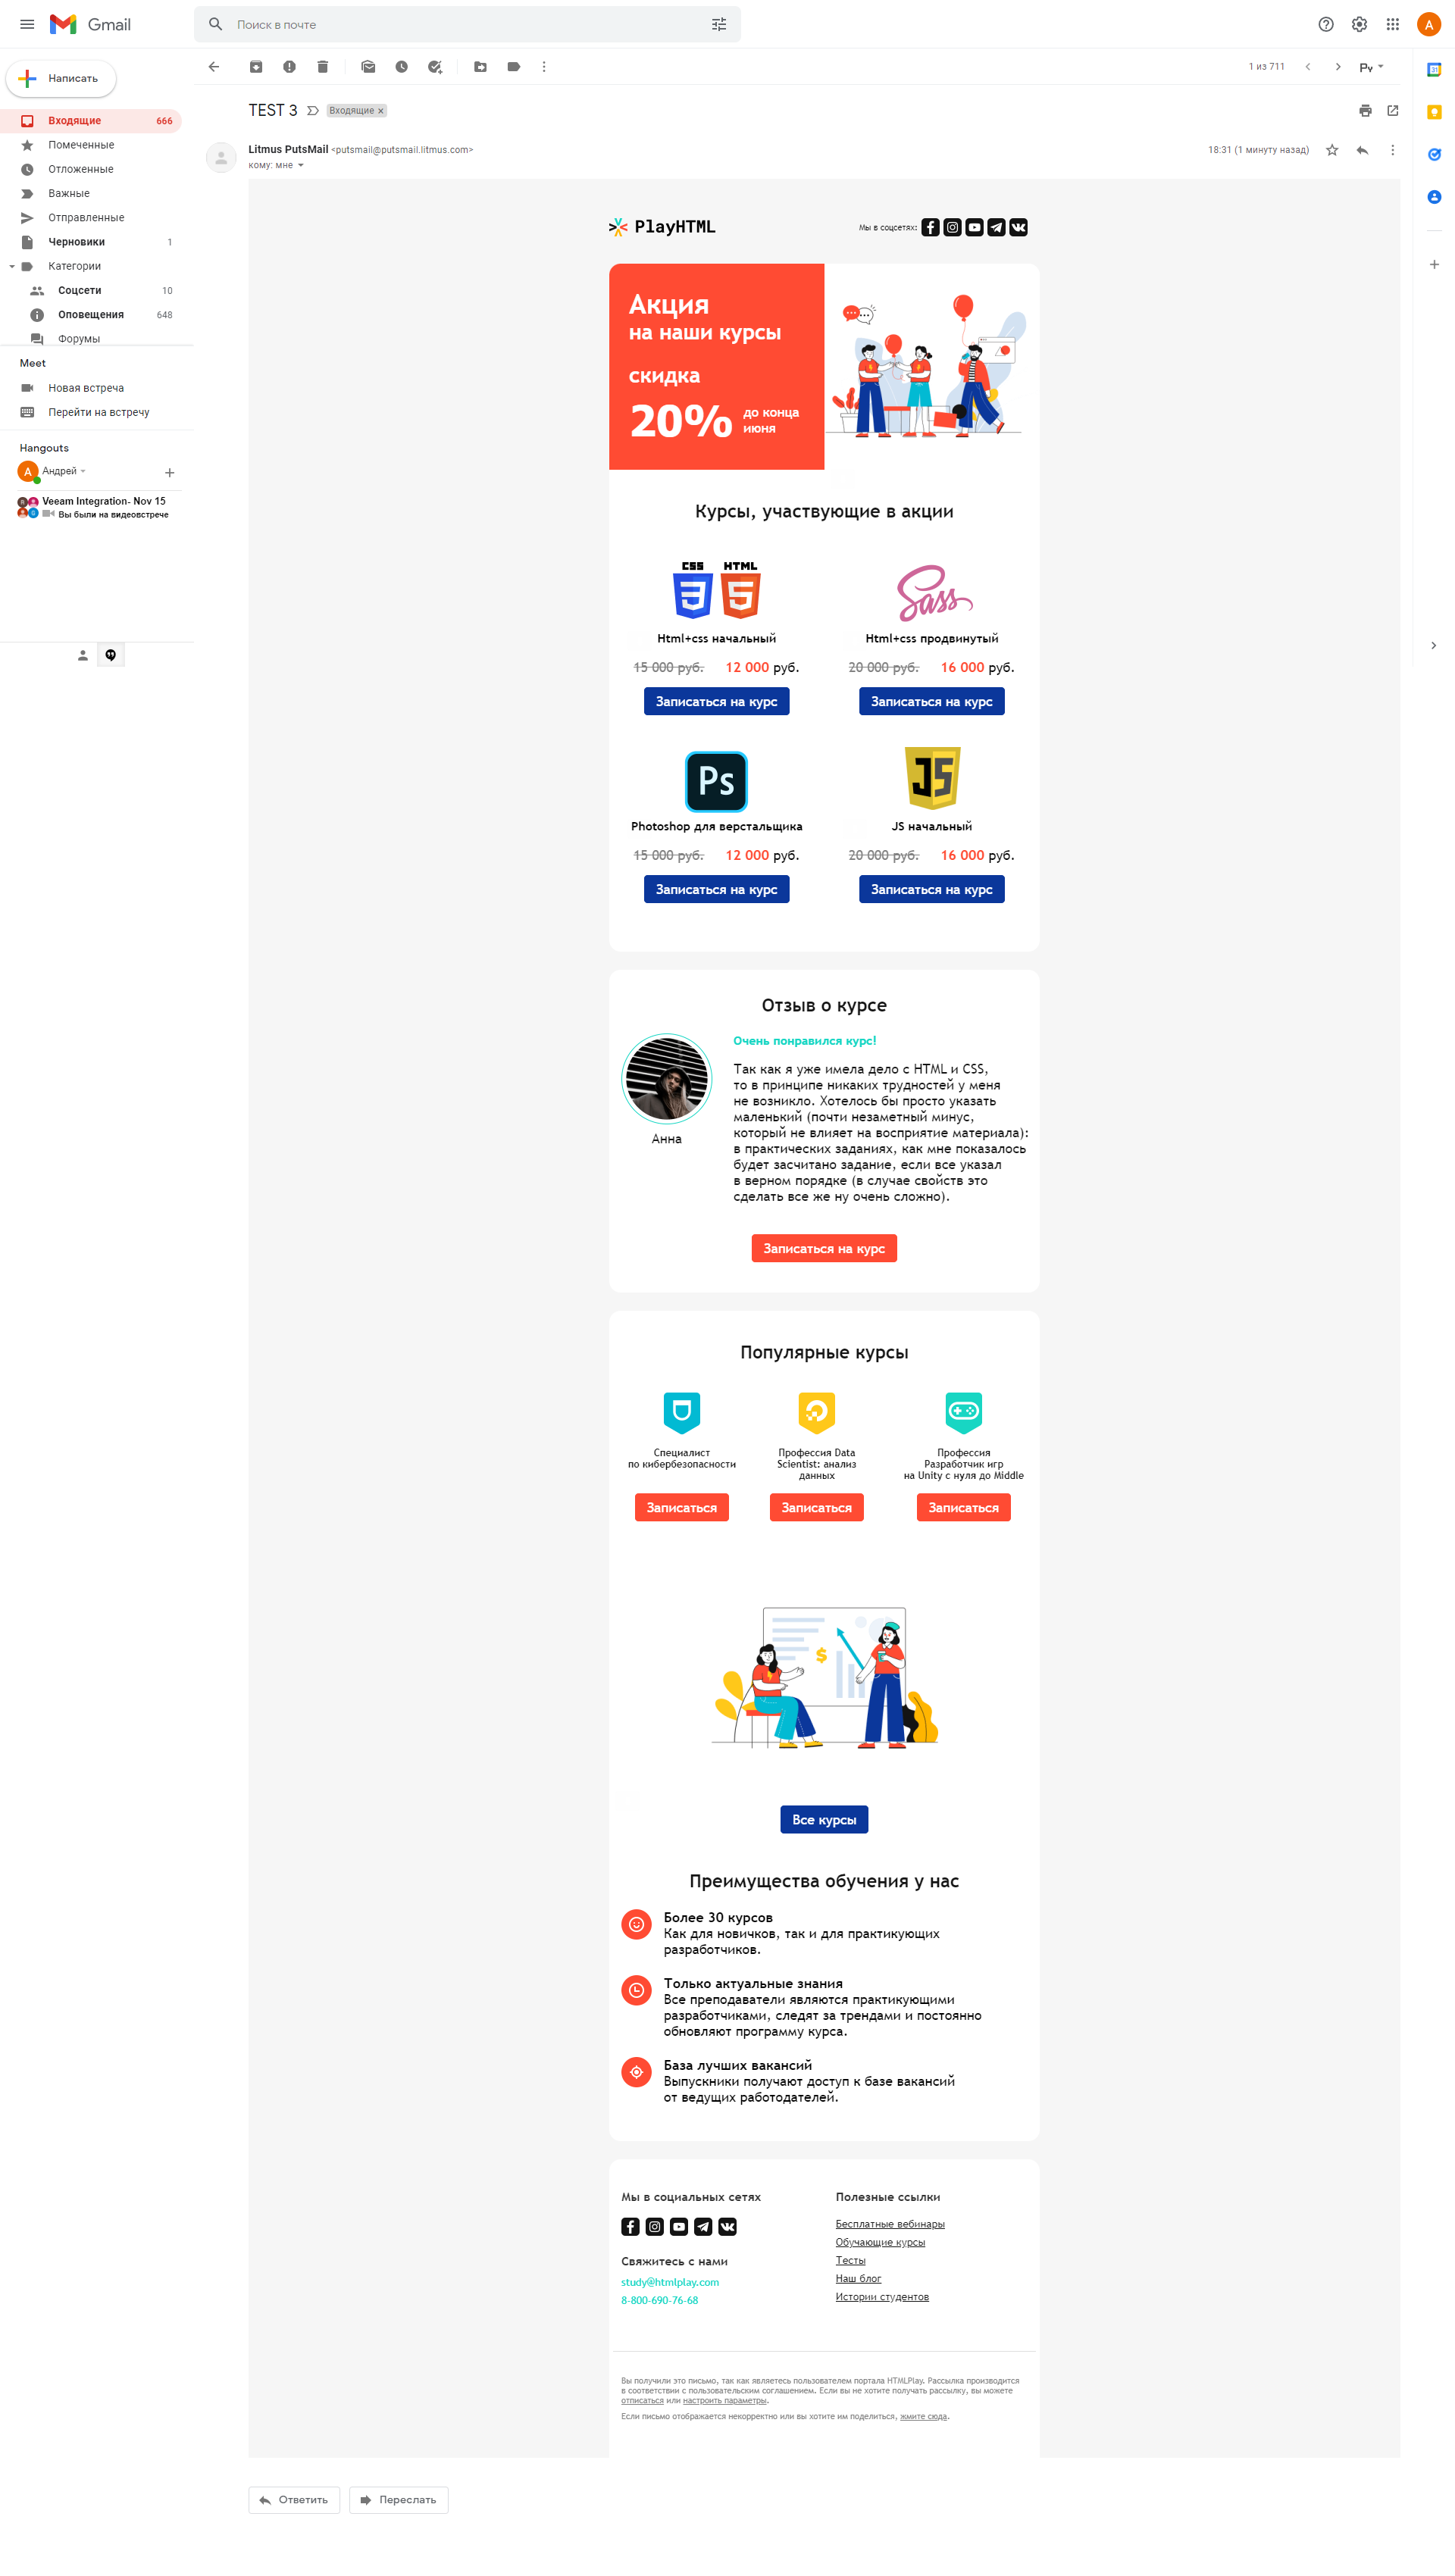 Gmail
Поиск в почте
Написать
Входящие 666
Помеченные
Отложенные
Важные
Отправленные
Черновики 1
Категории
Соцсети 10
Оповещения 648
Форумы
Meet
Новая встреча
Перейти на встречу
Hangouts
А Андрей
Veeam Integration- Nov 15
Вы были на видеовстрече
1 из 711
Ру
А
31
TEST 3 Входящие ×
Litmus PutsMail <putsmail@putsmail.litmus.com>
18:31 (1 минуту назад)
кому: мне
PlayHTML
Мы в соцсетях:
Акция
на наши курсы
скидка
20% до конца
июня
Курсы, участвующие в акции
CSS HTML
3 5
Sass
Html+css начальный
Html+css продвинутый
15 000 руб. 12 000 руб.
20 000 руб. 16 000 руб.
Записаться на курс
Записаться на курс
Ps
JS
Photoshop для верстальщика
JS начальный
15 000 руб. 12 000 руб.
20 000 руб. 16 000 руб.
Записаться на курс
Записаться на курс
Отзыв о курсе
Анна
Очень понравился курс!
Так как я уже имела дело с HTML и CSS,
то в принципе никаких трудностей у меня
не возникло. Хотелось бы просто указать
маленький (почти незаметный минус,
который не влияет на восприятие материала):
в практических заданиях, как мне показалось
будет засчитано задание, если все указал
в верном порядке (в случае свойств это
сделать все же ну очень сложно).
Записаться на курс
Популярные курсы
Специалист
по кибербезопасности
Записаться
Профессия Data
Scientist: анализ
данных
Записаться
Профессия
Разработчик игр
на Unity с нуля до Middle
Записаться
$
Все курсы
Преимущества обучения у нас
Более 30 курсов
Как для новичков, так и для практикующих
разработчиков.
Только актуальные знания
Все преподаватели являются практикующими
разработчиками, следят за трендами и постоянно
обновляют программу курса.
База лучших вакансий
Выпускники получают доступ к базе вакансий
от ведущих работодателей.
Мы в социальных сетях
Свяжитесь с нами
study@htmlplay.com
8-800-690-76-68
Полезные ссылки
Бесплатные вебинары
Обучающие курсы
Тесты
Наш блог
Истории студентов
Вы получили это письмо, так как являетесь пользователем портала HTMLPlay. Рассылка производится
в соответствии с пользовательским соглашением. Если вы не хотите получать рассылку, вы можете
отписаться или настроить параметры.
Если письмо отображается некорректно или вы хотите им поделиться, жмите сюда.
Ответить
Переслать